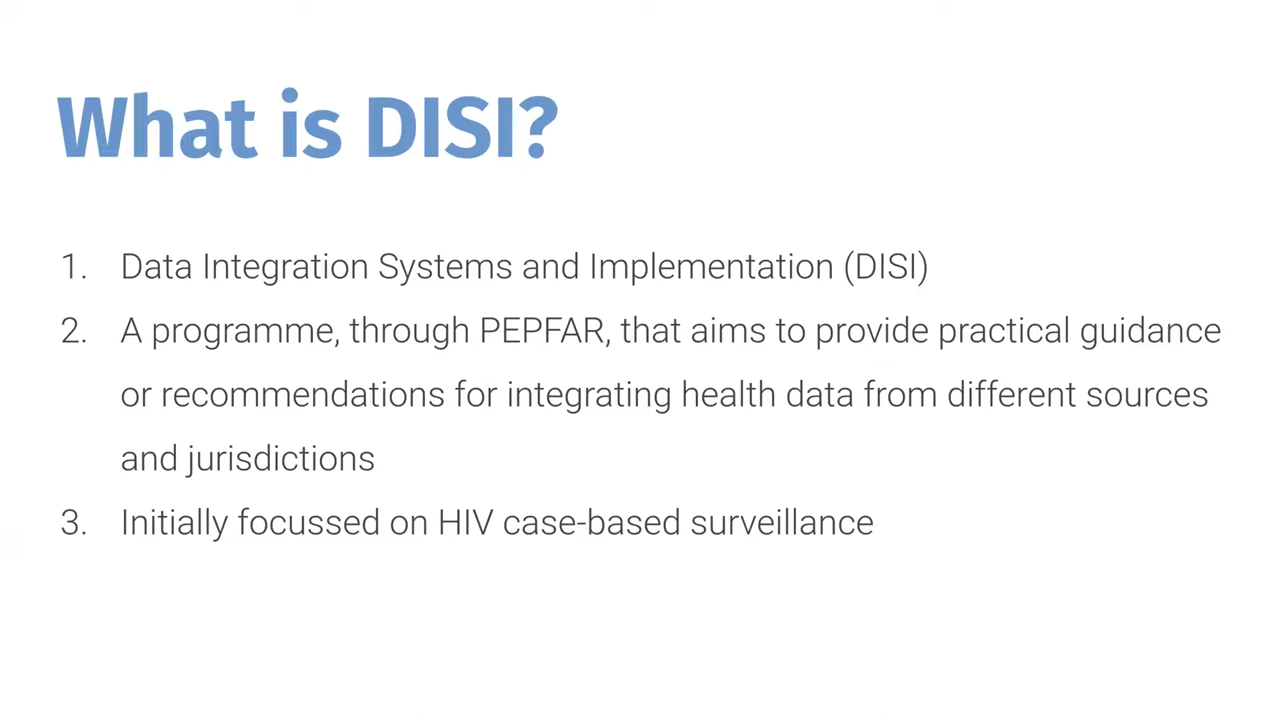 What is DISI?
1. Data Integration Systems and Implementation (DISI)
2. A programme, through PEPFAR, that aims to provide practical guidance
or recommendations for integrating health data from different sources
and jurisdictions
3. Initially focussed on HIV case-based surveillance